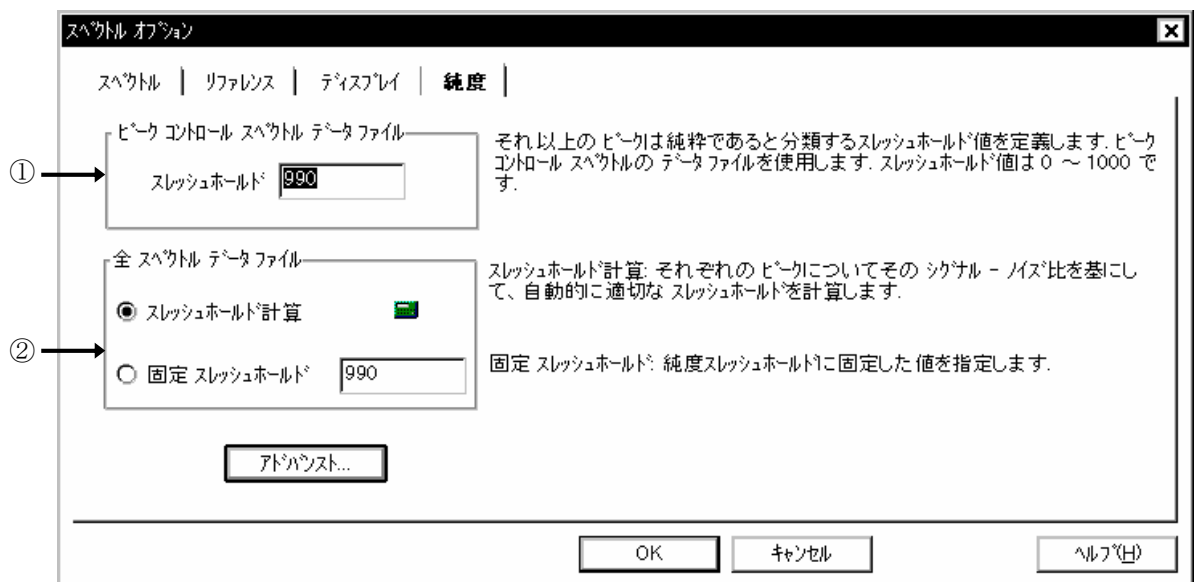 スペクトル オプション
スペクトル
リファレンス
ディスプレイ
純度
ピーク コントロール スペクトル データ ファイル
① スレッシュホールド 990
それ以上の ピークは純粋であると分類するスレッシュホールド値を定義します. ピーク
コントロール スペクトルの データ ファイルを使用します. スレッシュホールド値は 0 ～ 1000 で
す.
全 スペクトル データ ファイル
スレッシュホールド計算
スレッシュホールド計算: それぞれの ピークについてその シグナル - ノイズ比を基にし
て、自動的に適切な スレッシュホールドを計算します.
②
固定 スレッシュホールド 990
固定 スレッシュホールド: 純度スレッシュホールドに固定した値を指定します.
アドバンスト...
OK
キャンセル
ヘルプ(H)